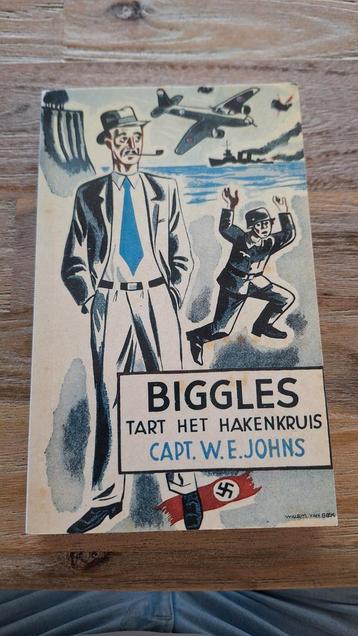 BIGGLES
TART HET HAKENKRUIS
CAPT. W.E. JOHNS